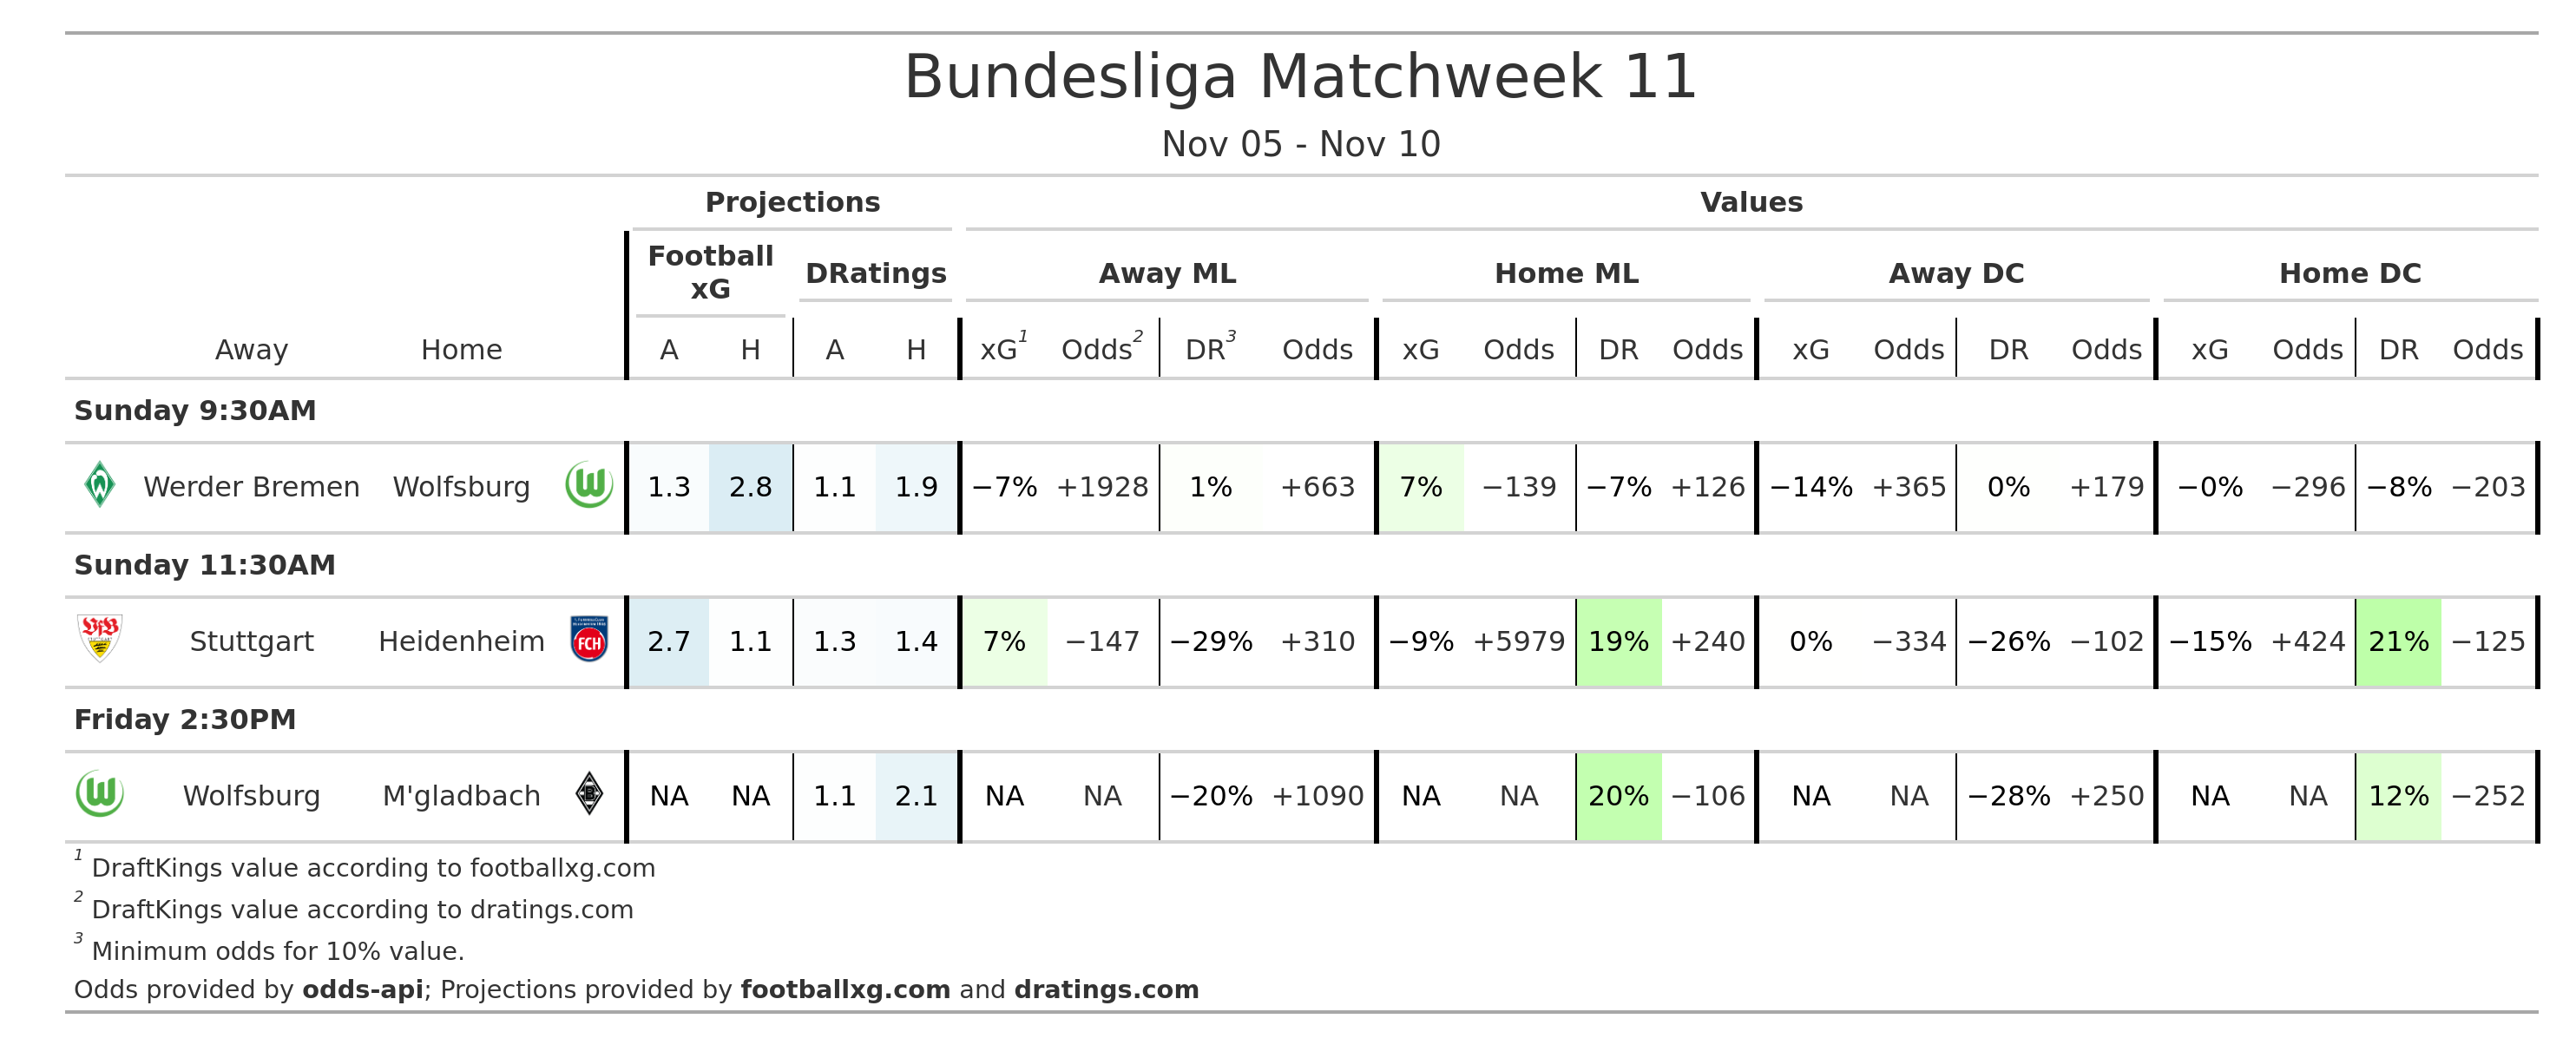 Bundesliga Matchweek 11
Nov 05 - Nov 10
Projections Values
Football xG DRatings Away ML Home ML Away DC Home DC
Away Home A H A H xG1 Odds2 DR3 Odds xG Odds DR Odds xG Odds DR Odds xG Odds DR Odds
Sunday 9:30AM
Werder Bremen Wolfsburg 1.3 2.8 1.1 1.9 −7% +1928 1% +663 7% −139 −7% +126 −14% +365 0% +179 −0% −296 −8% −203
Sunday 11:30AM
Stuttgart Heidenheim FCH 2.7 1.1 1.3 1.4 7% −147 −29% +310 −9% +5979 19% +240 0% −334 −26% −102 −15% +424 21% −125
Friday 2:30PM
Wolfsburg M'gladbach NA NA 1.1 2.1 NA NA −20% +1090 NA NA 20% −106 NA NA −28% +250 NA NA 12% −252
1 DraftKings value according to footballxg.com
2 DraftKings value according to dratings.com
3 Minimum odds for 10% value.
Odds provided by odds-api; Projections provided by footballxg.com and dratings.com